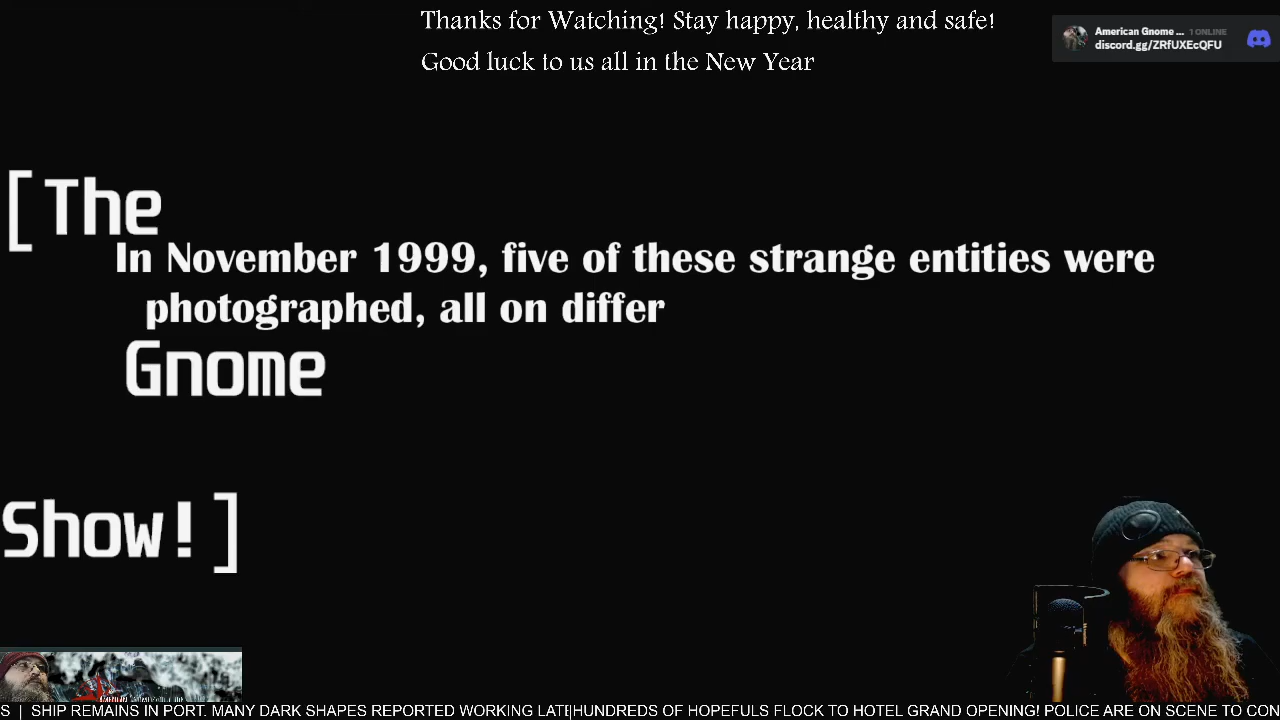 Thanks for Watching! Stay happy, healthy and safe!
Good luck to us all in the New Year
American Gnome ... 1 ONLINE
discord.gg/ZRfUXEcQFU
[The
In November 1999, five of these strange entities were
photographed, all on differ
Gnome
Show!]
S | SHIP REMAINS IN PORT. MANY DARK SHAPES REPORTED WORKING LATE|HUNDREDS OF HOPEFULS FLOCK TO HOTEL GRAND OPENING! POLICE ARE ON SCENE TO CON